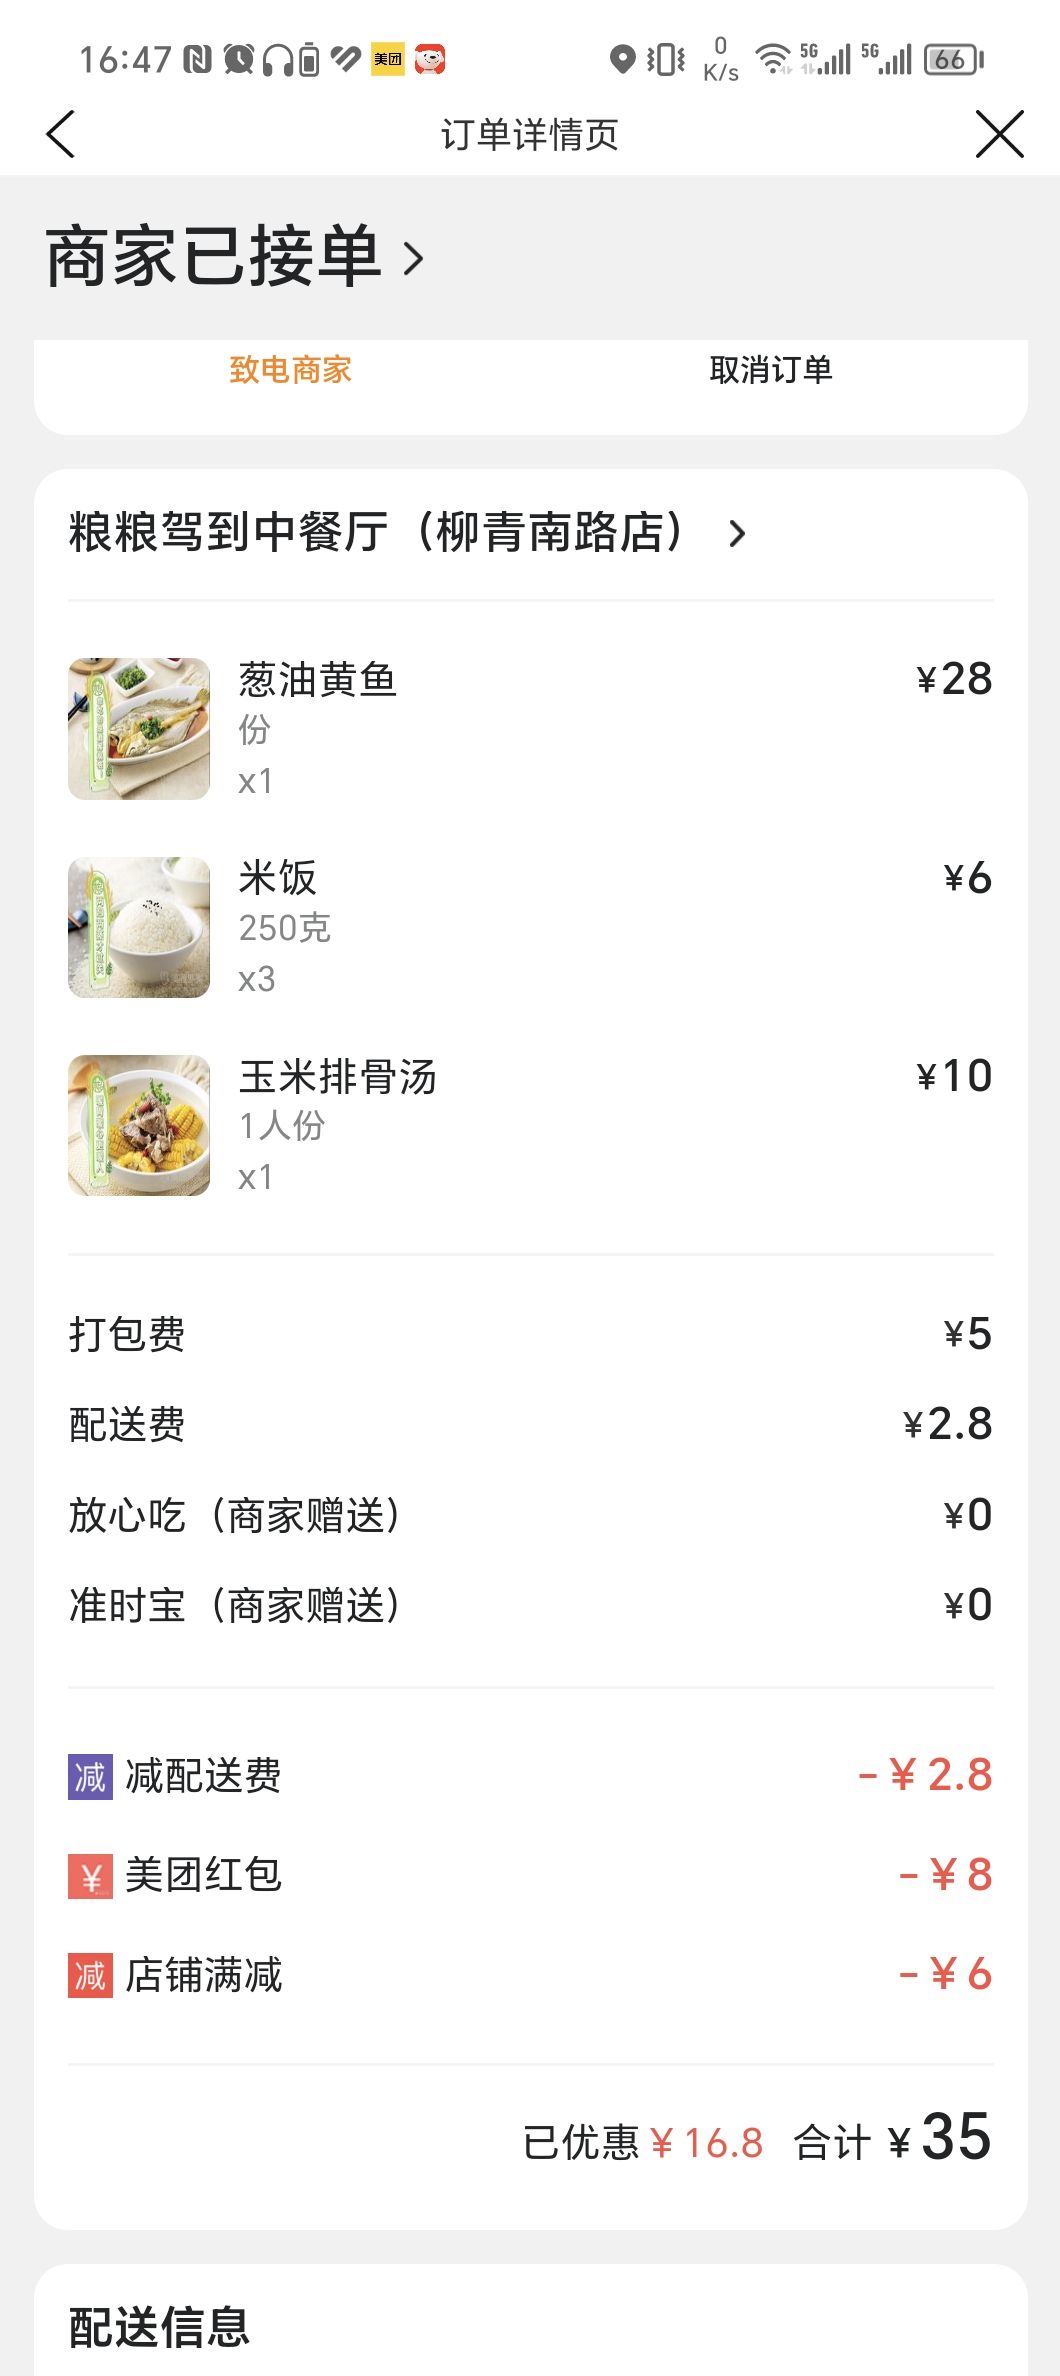 16:47 美团 0 K/s 5G 5G 66
订单详情页
商家已接单 >
致电商家 取消订单
粮粮驾到中餐厅（柳青南路店） >
葱油黄鱼 ¥28
份
x1
米饭 ¥6
250克
x3
玉米排骨汤 ¥10
1人份
x1
打包费 ¥5
配送费 ¥2.8
放心吃（商家赠送） ¥0
准时宝（商家赠送） ¥0
减 减配送费 -¥2.8
¥ 美团红包 -¥8
减 店铺满减 -¥6
已优惠¥16.8 合计 ¥35
配送信息